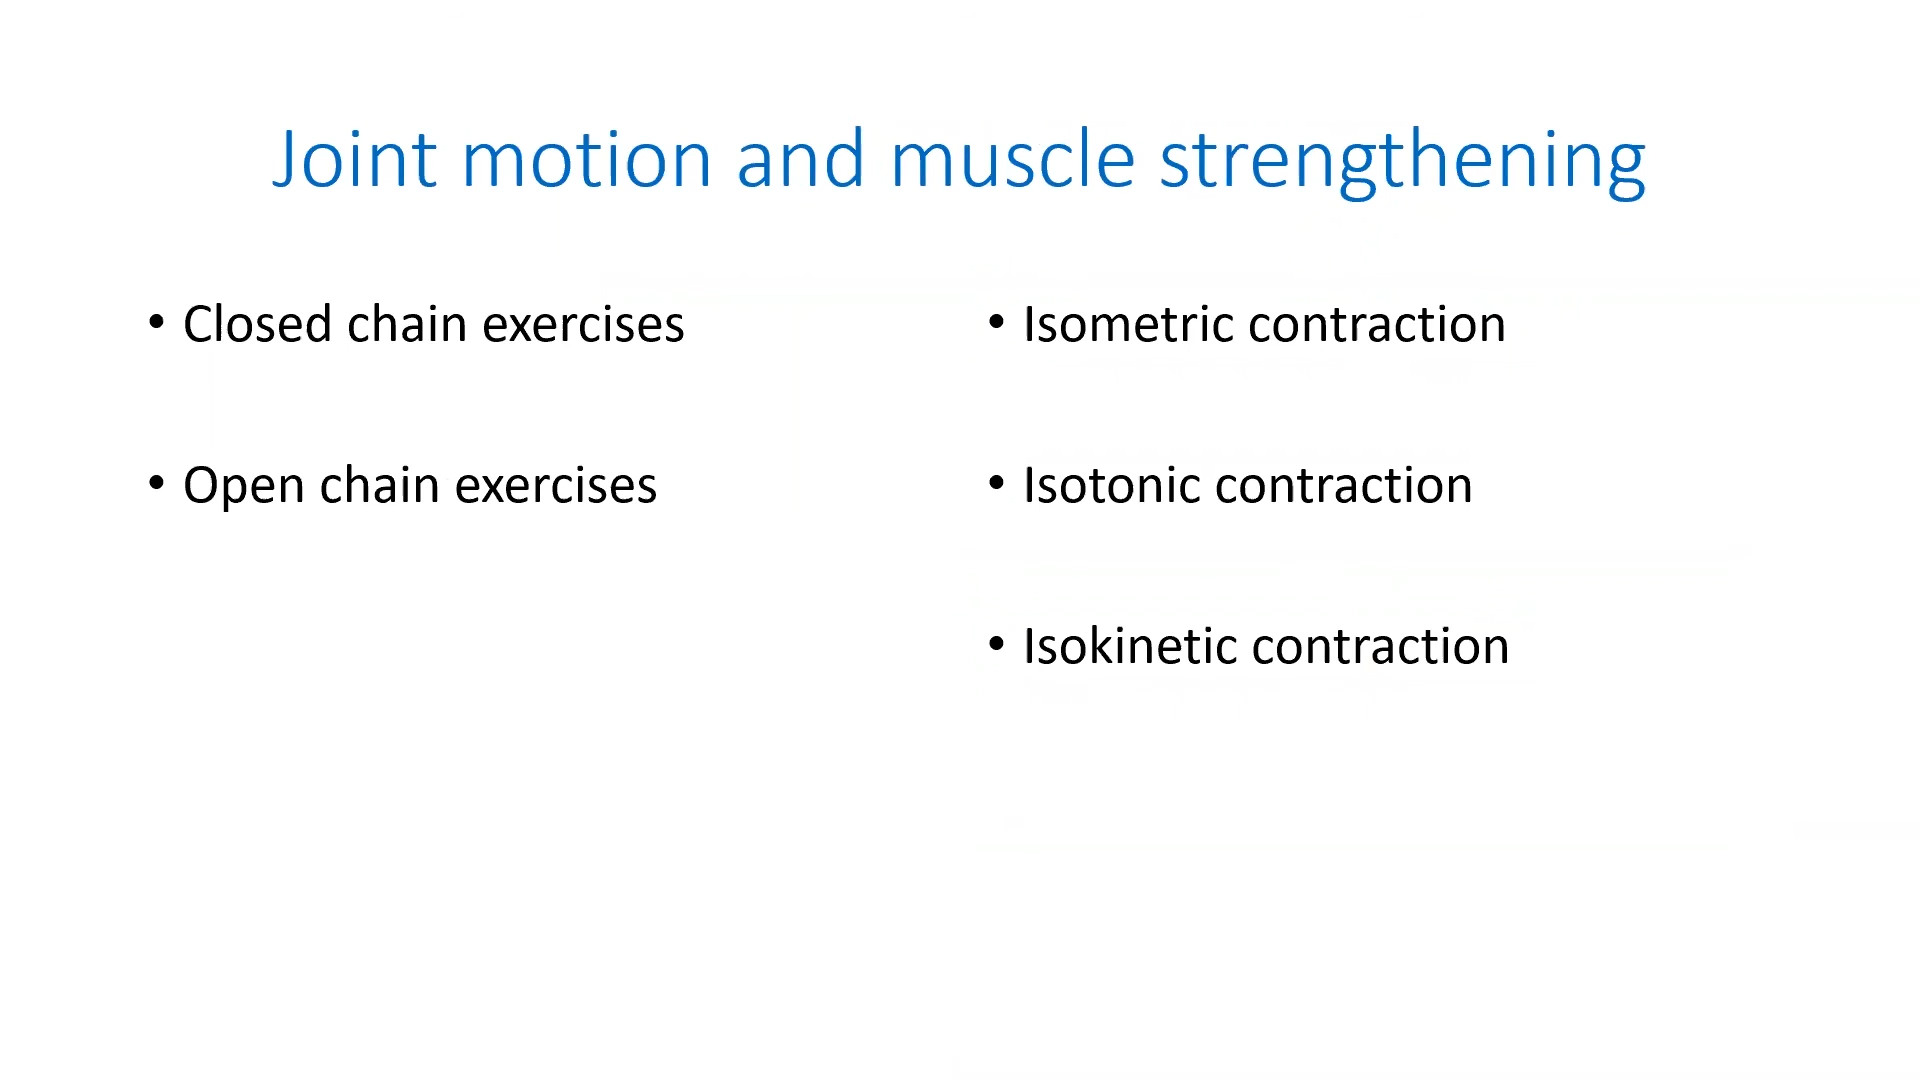 Joint motion and muscle strengthening
• Closed chain exercises
• Open chain exercises
• Isometric contraction
• Isotonic contraction
• Isokinetic contraction